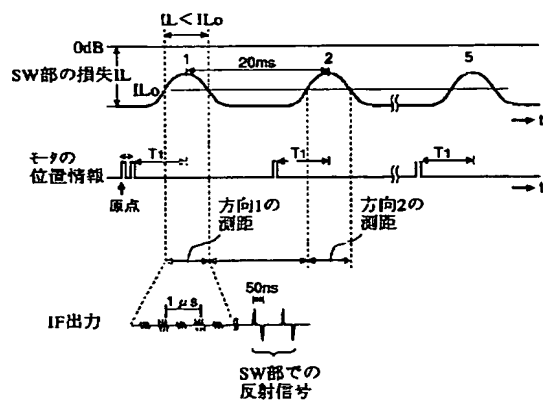 IL<ILo
0dB
SW部の損失IL
ILo
1
20ms
2
5
t
モータの
位置情報
T1
T1
T1
t
原点
方向1の
測距
方向2の
測距
1μs
50ns
IF出力
SW部での
反射信号